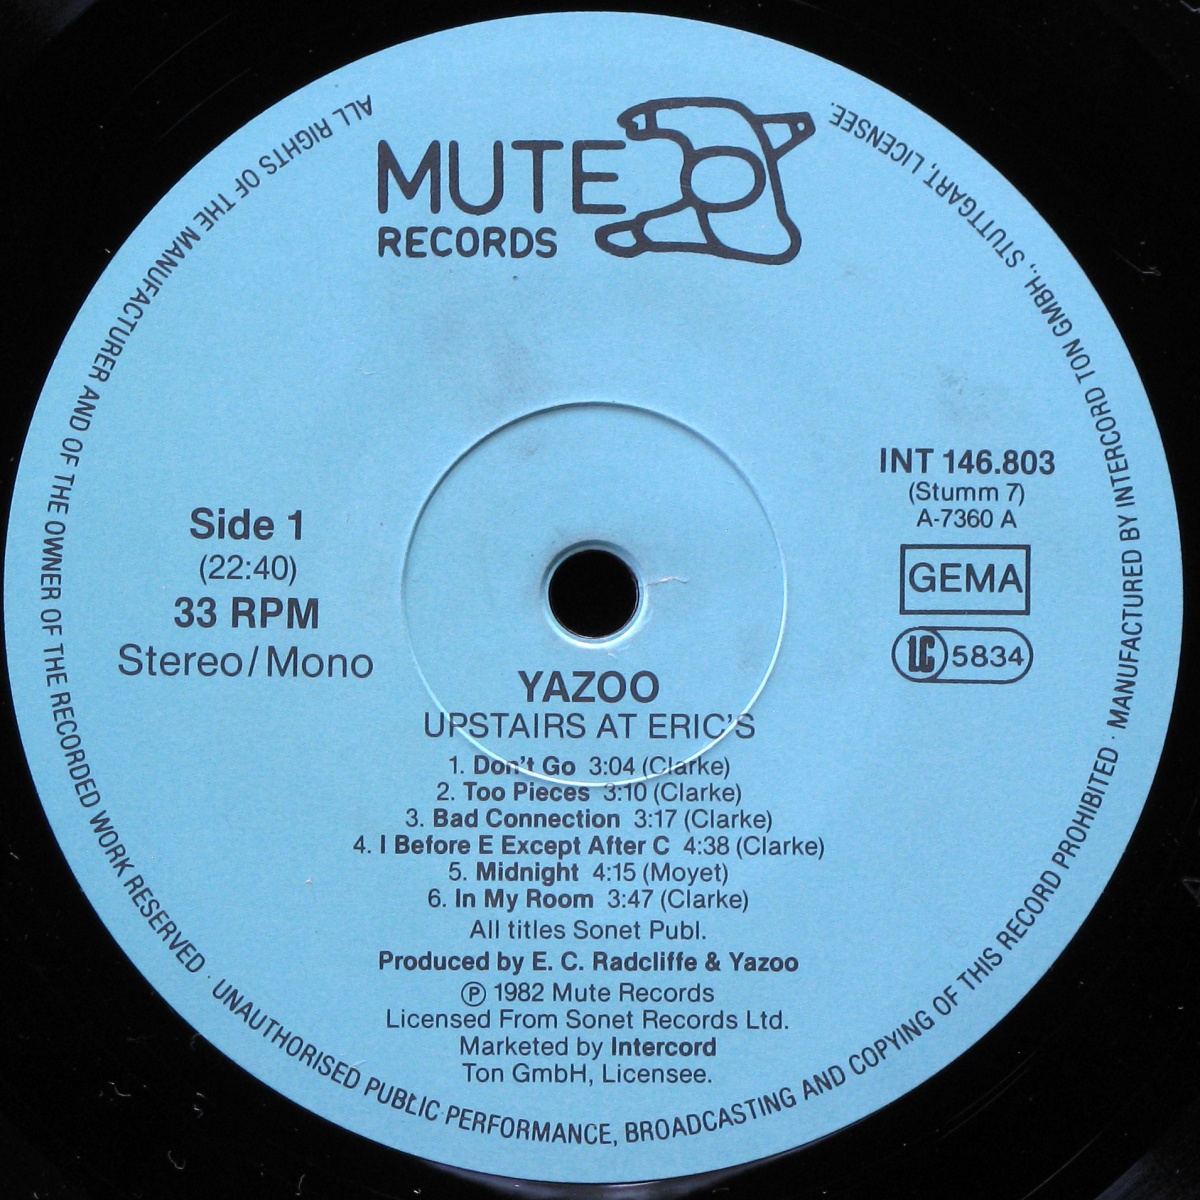 MUTE
RECORDS
INT 146.803
(Stumm 7)
A-7360 A
GEMA
LC 5834
Side 1
(22:40)
33 RPM
Stereo/Mono
YAZOO
UPSTAIRS AT ERIC'S
1. Don't Go 3:04 (Clarke)
2. Too Pieces 3:10 (Clarke)
3. Bad Connection 3:17 (Clarke)
4. I Before E Except After C 4:38 (Clarke)
5. Midnight 4:15 (Moyet)
6. In My Room 3:47 (Clarke)
All titles Sonet Publ.
Produced by E. C. Radcliffe & Yazoo
Ⓟ 1982 Mute Records
Licensed From Sonet Records Ltd.
Marketed by Intercord
Ton GmbH, Licensee.
ALL RIGHTS OF THE MANUFACTURER AND OF THE OWNER OF THE RECORDED WORK RESERVED · UNAUTHORISED PUBLIC PERFORMANCE, BROADCASTING AND COPYING OF THIS RECORD PROHIBITED · MANUFACTURED BY INTERCORD TON GMBH., STUTTGART, LICENSEE.